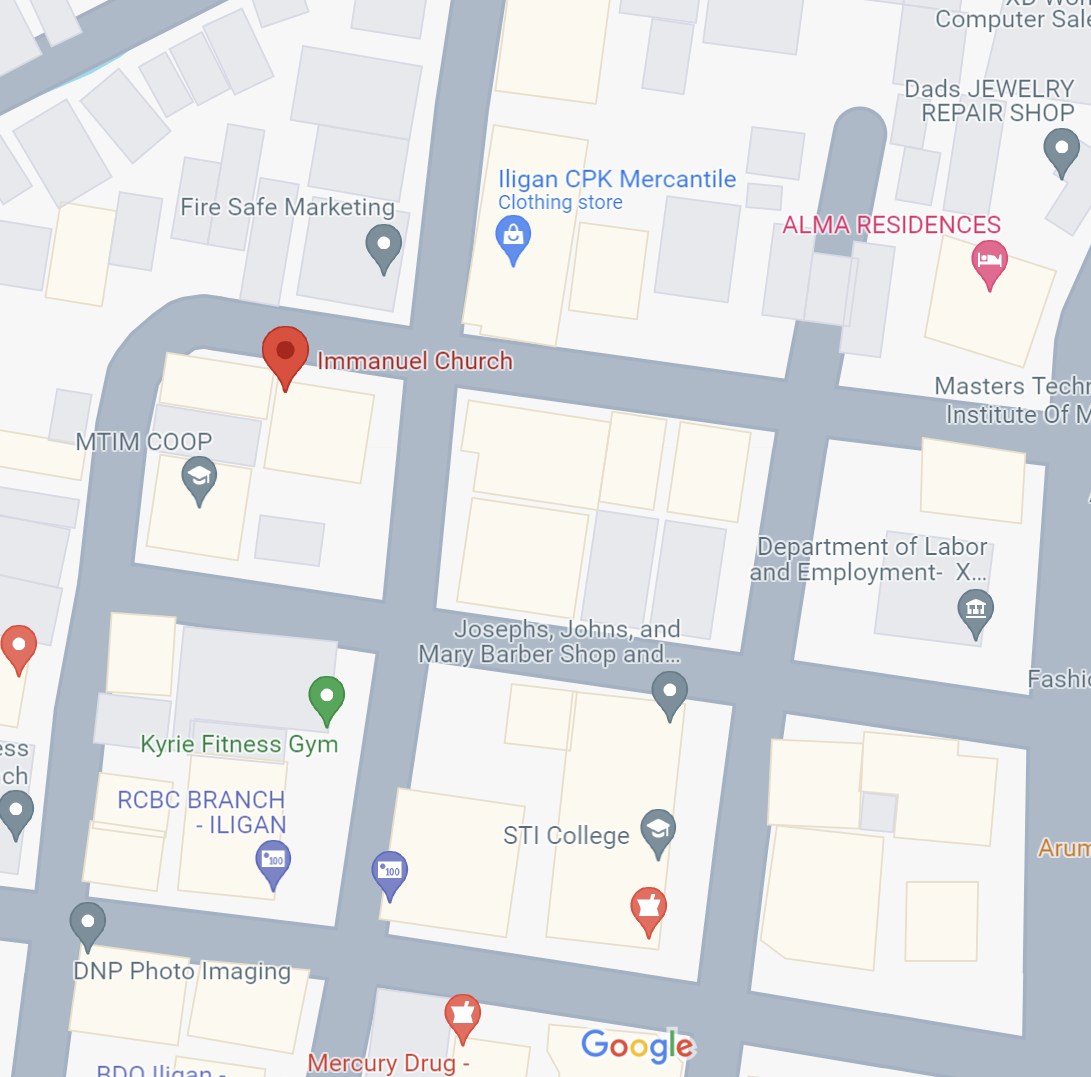 Computer Sale
Dads JEWELRY
REPAIR SHOP
Iligan CPK Mercantile
Clothing store
Fire Safe Marketing
ALMA RESIDENCES
Immanuel Church
Masters Techn
Institute Of M
MTIM COOP
Department of Labor
and Employment- X...
Josephs, Johns, and
Mary Barber Shop and...
Fashio
Kyrie Fitness Gym
ess
ch
RCBC BRANCH
- ILIGAN
100
100
STI College
Arum
DNP Photo Imaging
Google
Mercury Drug -
BDO Iligan -